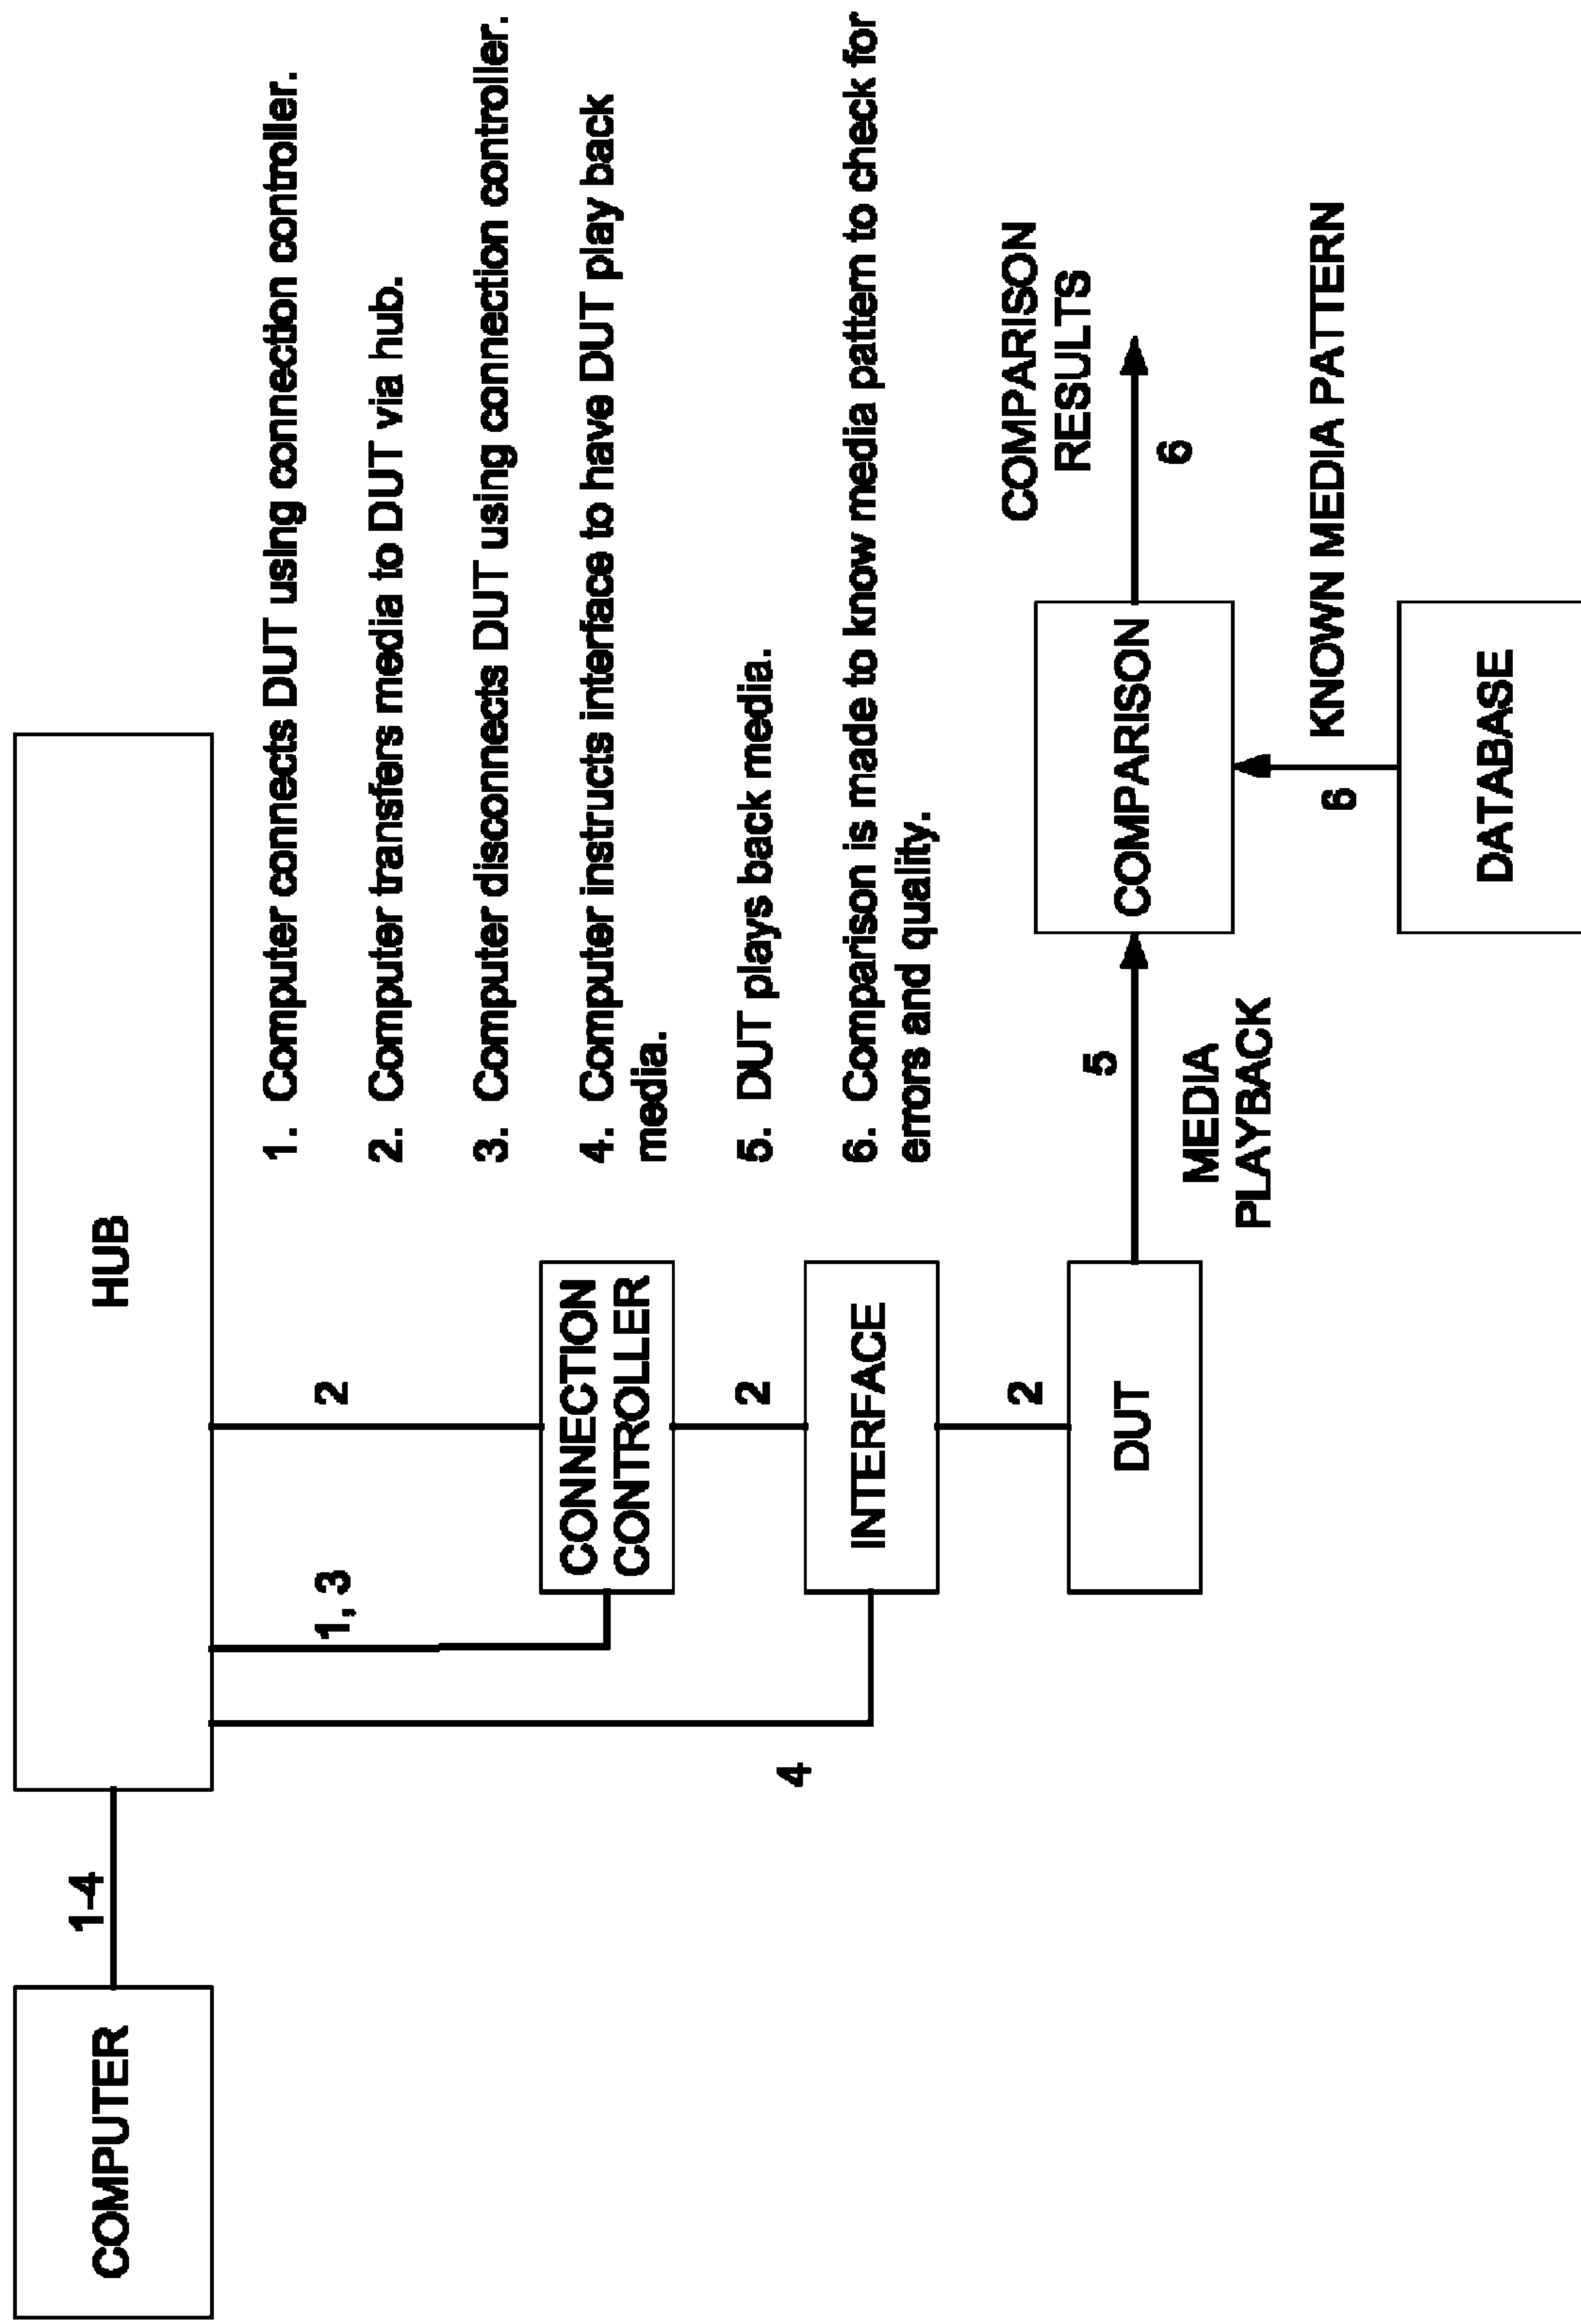 COMPUTER
1-4
HUB
1. Computer connects DUT using connection controller.
2. Computer transfers media to DUT via hub.
3. Computer disconnects DUT using connection controller.
4. Computer instructs interface to have DUT play back
media.
5. DUT plays back media.
6. Comparison is made to know media pattern to check for
errors and quality.
1, 3
2
4
CONNECTION
CONTROLLER
2
INTERFACE
2
DUT
5
MEDIA
PLAYBACK
COMPARISON
COMPARISON
RESULTS
6
6
KNOWN MEDIA PATTERN
DATABASE